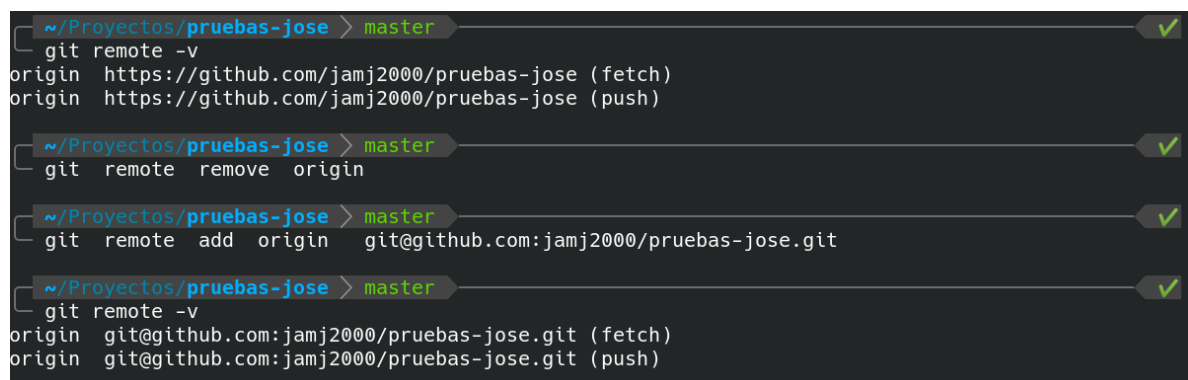 ~/Proyectos/pruebas-jose master ✔
git remote -v
origin  https://github.com/jamj2000/pruebas-jose (fetch)
origin  https://github.com/jamj2000/pruebas-jose (push)
~/Proyectos/pruebas-jose master ✔
git  remote  remove  origin
~/Proyectos/pruebas-jose master ✔
git  remote  add  origin   git@github.com:jamj2000/pruebas-jose.git
~/Proyectos/pruebas-jose master ✔
git remote -v
origin  git@github.com:jamj2000/pruebas-jose.git (fetch)
origin  git@github.com:jamj2000/pruebas-jose.git (push)